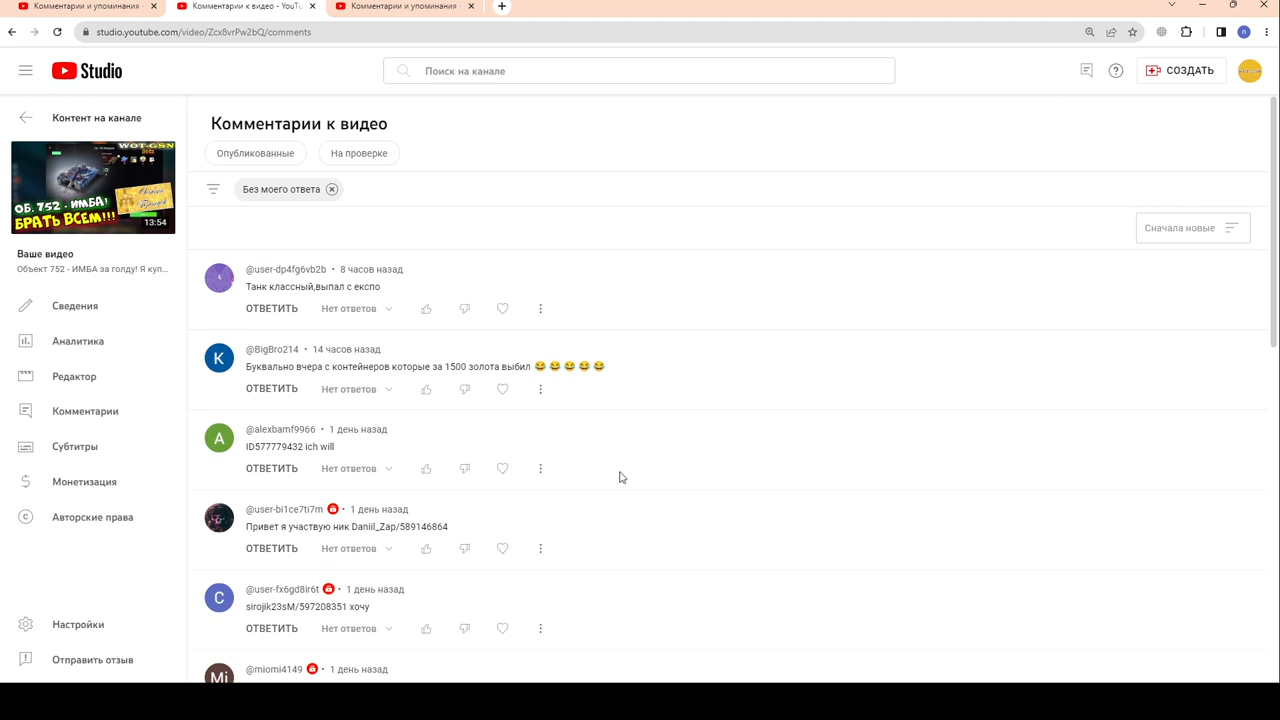 Комментарии и упоминания -
Комментарии к видео - YouTu
Комментарии и упоминания -
studio.youtube.com/video/Zcx8vrPw2bQ/comments
Studio
Поиск на канале
СОЗДАТЬ
Контент на канале
WOT-GSN
ОБ. 752 - ИМБА!
БРАТЬ ВСЕМ!!!
13:54
Ваше видео
Объект 752 - ИМБА за голду! Я куп...
Сведения
Аналитика
Редактор
Комментарии
Субтитры
Монетизация
Авторские права
Настройки
Отправить отзыв
Комментарии к видео
Опубликованные
На проверке
Без моего ответа
Сначала новые
@user-dp4fg6vb2b • 8 часов назад
Танк классный,выпал с експо
ОТВЕТИТЬ Нет ответов
K
@BigBro214 • 14 часов назад
Буквально вчера с контейнеров которые за 1500 золота выбил 😂 😂 😂 😂 😂
ОТВЕТИТЬ Нет ответов
A
@alexbamf9966 • 1 день назад
ID577779432 ich will
ОТВЕТИТЬ Нет ответов
@user-bi1ce7ti7m • 1 день назад
Привет я участвую ник Daniil_Zap/589146864
ОТВЕТИТЬ Нет ответов
C
@user-fx6gd8ir6t • 1 день назад
sirojik23sM/597208351 хочу
ОТВЕТИТЬ Нет ответов
Mi
@miomi4149 • 1 день назад